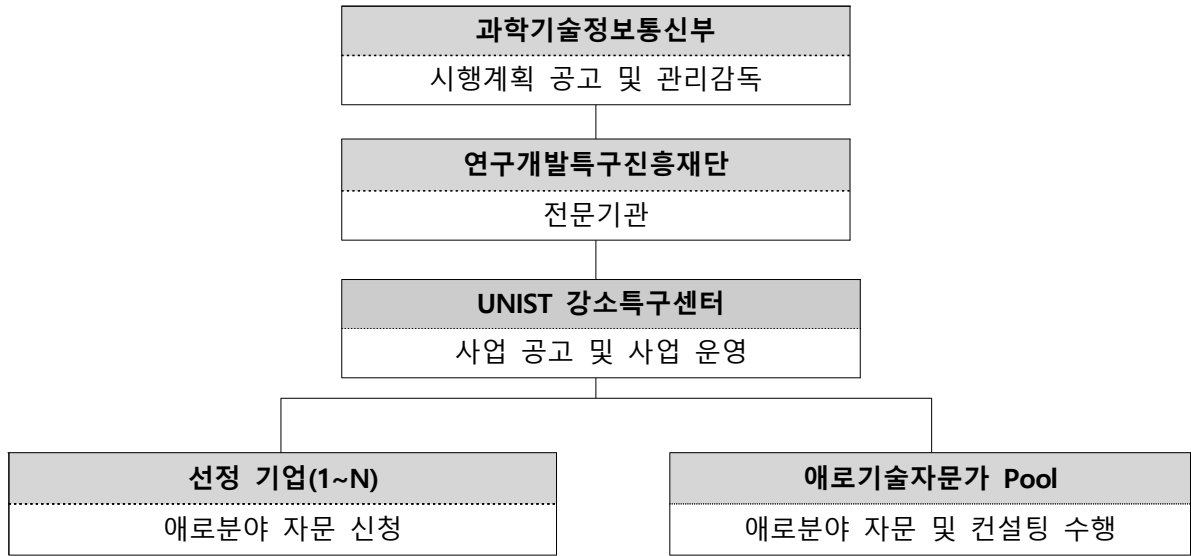 과학기술정보통신부
시행계획 공고 및 관리감독
연구개발특구진흥재단
전문기관
UNIST 강소특구센터
사업 공고 및 사업 운영
선정 기업(1~N)
애로분야 자문 신청
애로기술자문가 Pool
애로분야 자문 및 컨설팅 수행